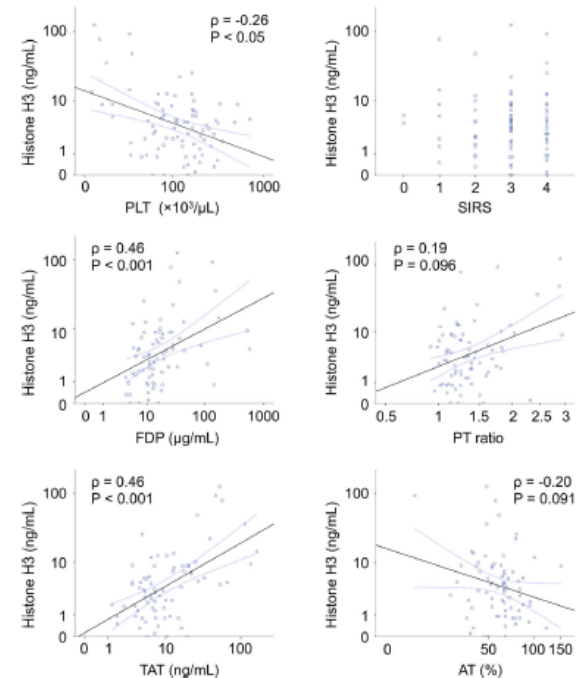 Histone H3 (ng/mL)
100
10
1
0
ρ = -0.26
P < 0.05
0 100 1000
PLT (×10³/μL)
Histone H3 (ng/mL)
100
10
1
0
0 1 2 3 4
SIRS
Histone H3 (ng/mL)
100
10
1
0
ρ = 0.46
P < 0.001
0 1 10 100 1000
FDP (μg/mL)
Histone H3 (ng/mL)
100
10
1
0
ρ = 0.19
P = 0.096
0.5 1 1.5 2 2.5 3
PT ratio
Histone H3 (ng/mL)
100
10
1
0
ρ = 0.46
P < 0.001
0 1 10 100
TAT (ng/mL)
Histone H3 (ng/mL)
100
10
1
0
ρ = -0.20
P = 0.091
0 50 100 150
AT (%)